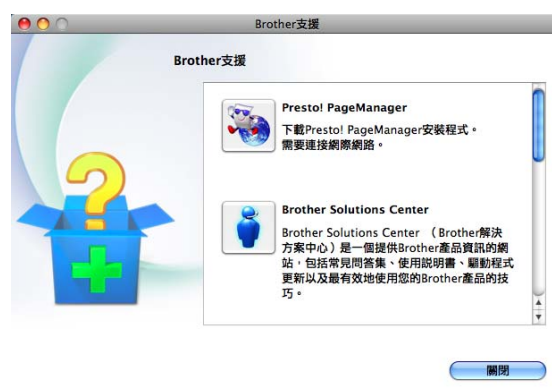 Brother支援
Brother支援
Presto! PageManager
下載Presto! PageManager安裝程式。
需要連接網際網路。
Brother Solutions Center
Brother Solutions Center （Brother解決
方案中心）是一個提供Brother產品資訊的網
站，包括常見問答集、使用説明書、驅動程式
更新以及最有效地使用您的Brother產品的技
巧。
關閉